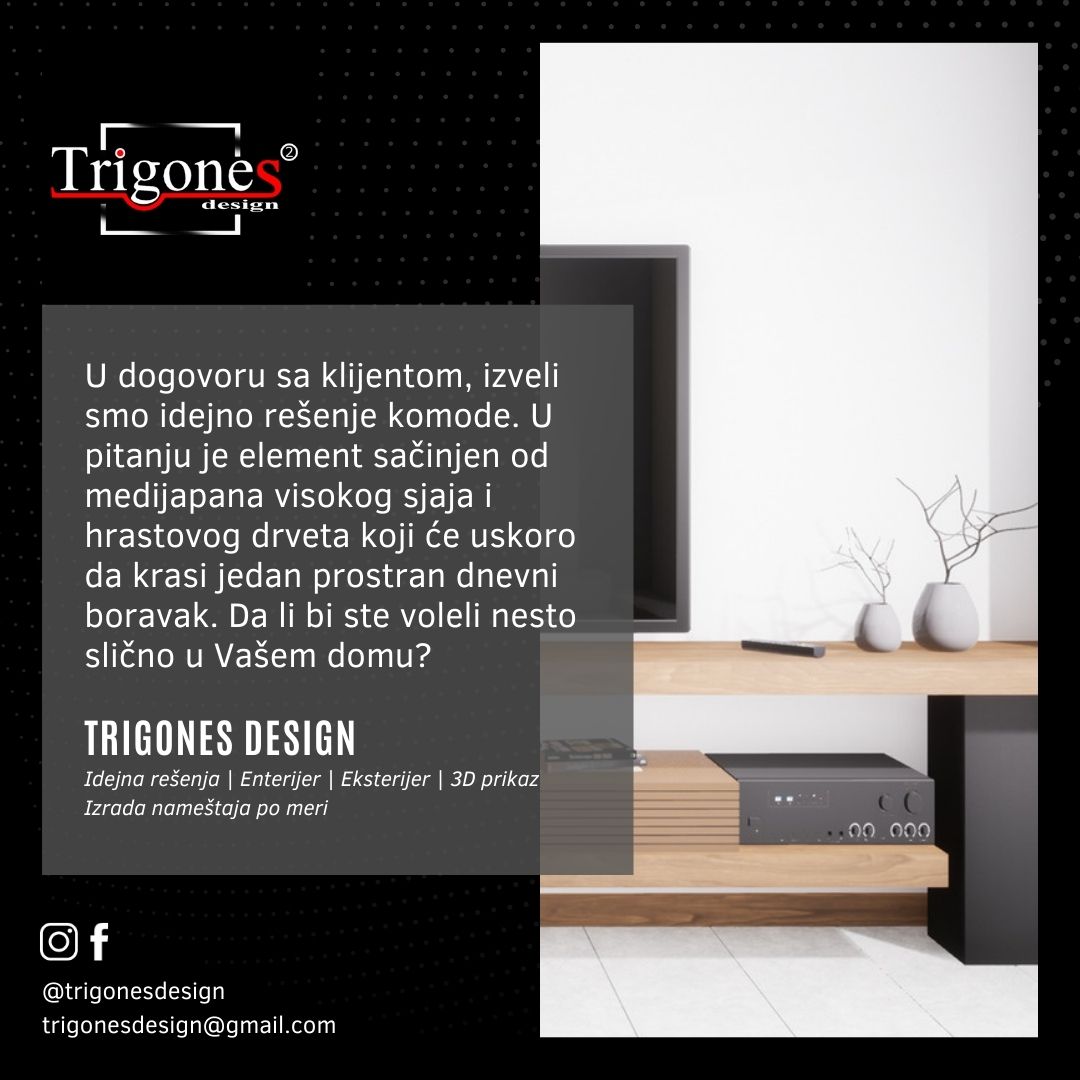 Trigones²
design
U dogovoru sa klijentom, izveli
smo idejno rešenje komode. U
pitanju je element sačinjen od
medijapana visokog sjaja i
hrastovog drveta koji će uskoro
da krasi jedan prostran dnevni
boravak. Da li bi ste voleli nesto
slično u Vašem domu?
TRIGONES DESIGN
Idejna rešenja | Enterijer | Eksterijer | 3D prikaz
Izrada nameštaja po meri
@trigonesdesign
trigonesdesign@gmail.com